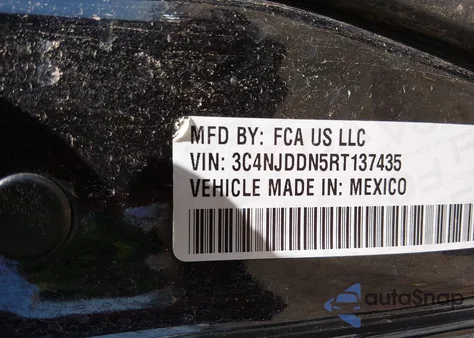 MFD BY: FCA US LLC
VIN: 3C4NJDDN5RT137435
VEHICLE MADE IN: MEXICO
autoSnap